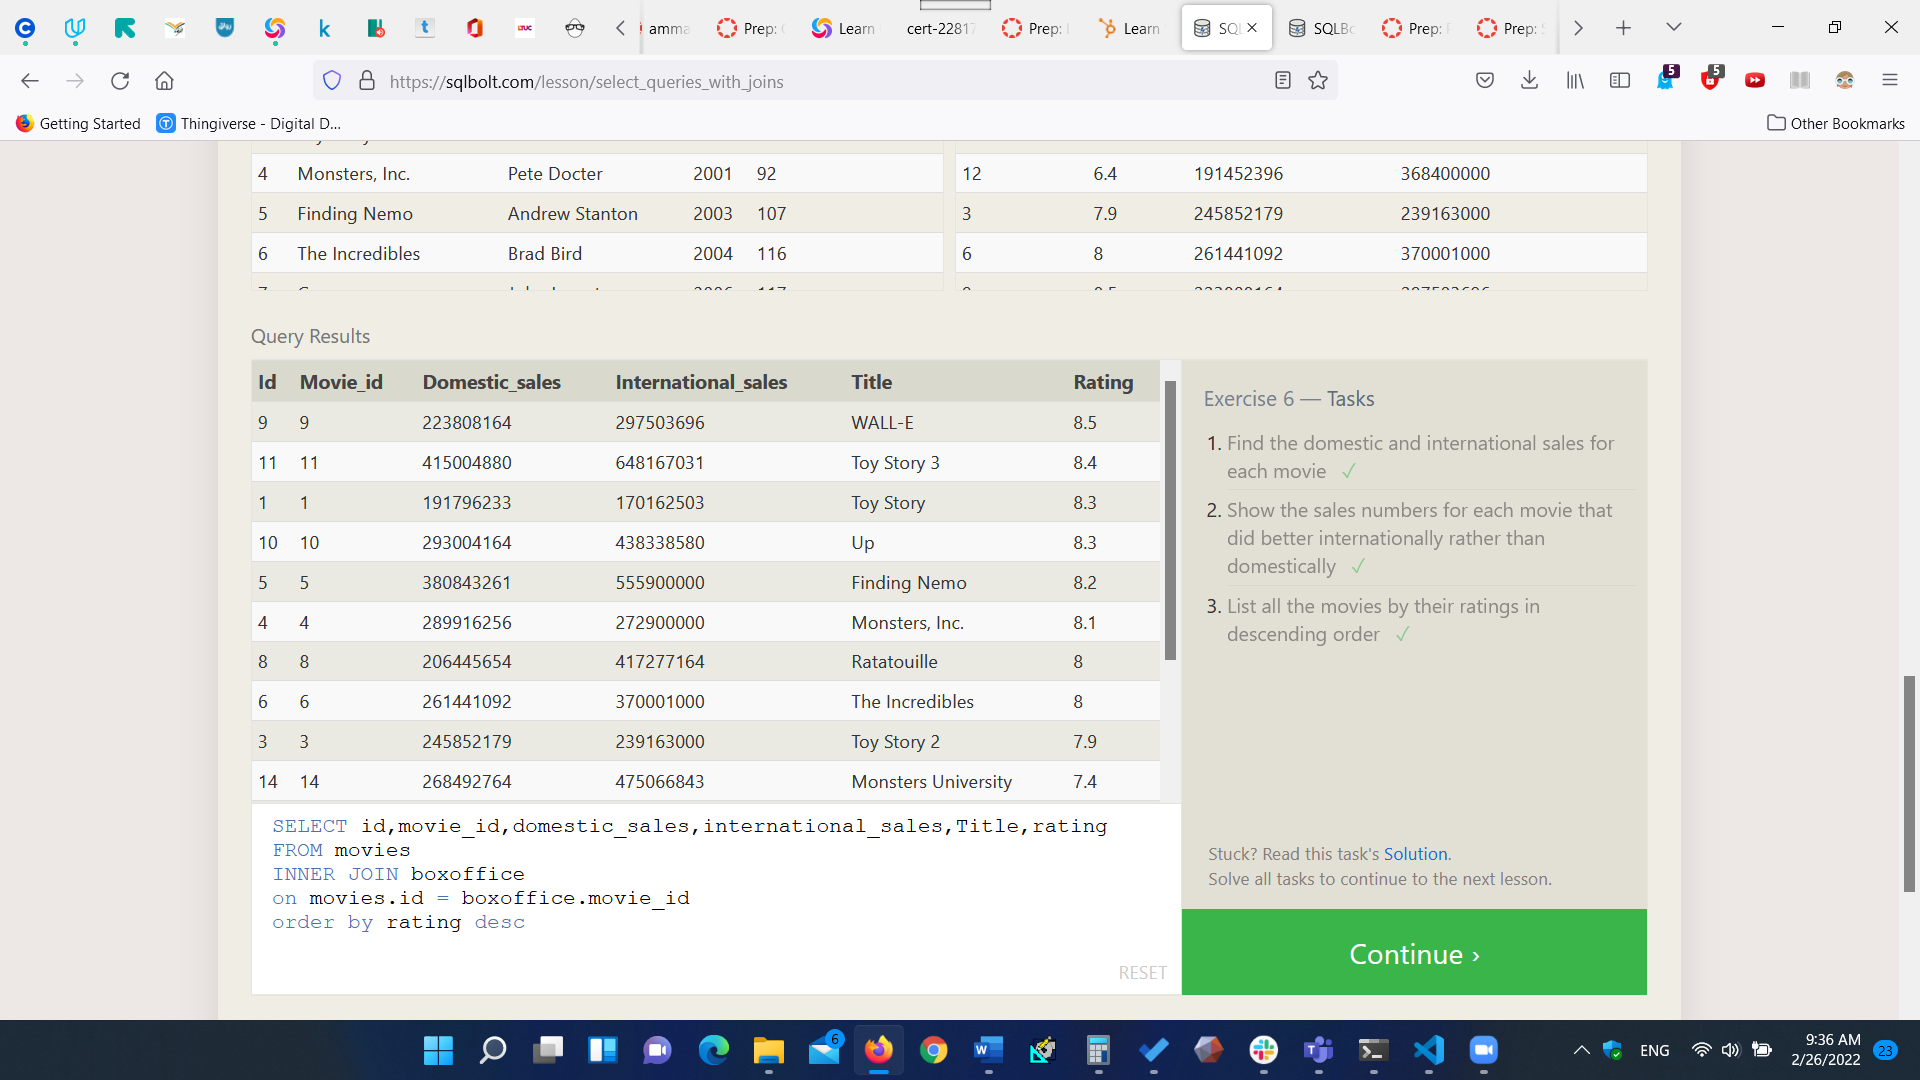 amma
Prep: (
Learn
cert-22817
Prep: I
Learn
SQL
SQLBo
Prep: F
Prep: S
https://sqlbolt.com/lesson/select_queries_with_joins
5
5
Getting Started
Thingiverse - Digital D...
Other Bookmarks
4 Monsters, Inc. Pete Docter 2001 92
12 6.4 191452396 368400000
5 Finding Nemo Andrew Stanton 2003 107
3 7.9 245852179 239163000
6 The Incredibles Brad Bird 2004 116
6 8 261441092 370001000
Query Results
Id Movie_id Domestic_sales International_sales Title Rating
9 9 223808164 297503696 WALL-E 8.5
11 11 415004880 648167031 Toy Story 3 8.4
1 1 191796233 170162503 Toy Story 8.3
10 10 293004164 438338580 Up 8.3
5 5 380843261 555900000 Finding Nemo 8.2
4 4 289916256 272900000 Monsters, Inc. 8.1
8 8 206445654 417277164 Ratatouille 8
6 6 261441092 370001000 The Incredibles 8
3 3 245852179 239163000 Toy Story 2 7.9
14 14 268492764 475066843 Monsters University 7.4
SELECT id,movie_id,domestic_sales,international_sales,Title,rating
FROM movies
INNER JOIN boxoffice
on movies.id = boxoffice.movie_id
order by rating desc
RESET
Exercise 6 — Tasks
1. Find the domestic and international sales for
each movie ✓
2. Show the sales numbers for each movie that
did better internationally rather than
domestically ✓
3. List all the movies by their ratings in
descending order ✓
Stuck? Read this task's Solution.
Solve all tasks to continue to the next lesson.
Continue ›
6
ENG
9:36 AM
2/26/2022
23